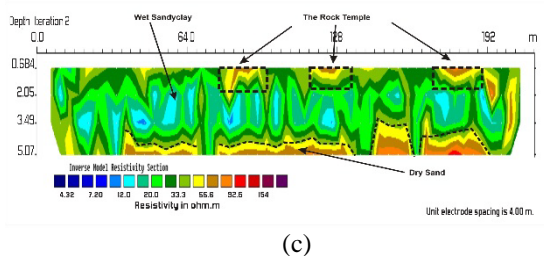 Depth Iteration 2
Wet Sandyclay
The Rock Temple
0.0 64.0 128 192 m
0.584
2.05
3.49
5.07
Inverse Model Resistivity Section
4.32 7.20 12.0 20.0 33.3 55.6 92.6 154
Resistivity in ohm.m
Dry Sand
Unit electrode spacing is 4.00 m.
(c)